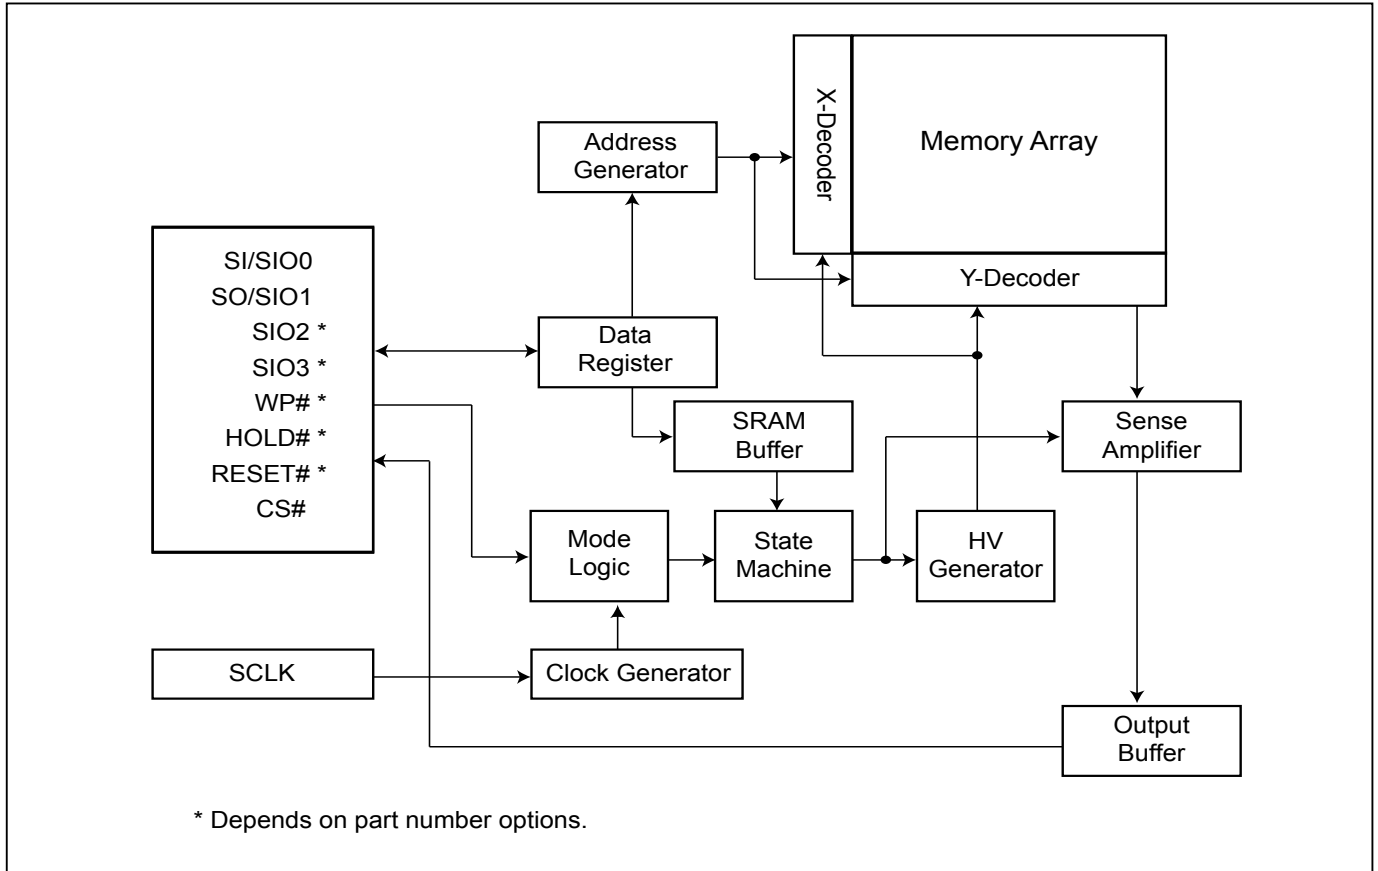 X-Decoder
Memory Array
Address
Generator
Y-Decoder
SI/SIO0
SO/SIO1
SIO2 *
SIO3 *
WP# *
HOLD# *
RESET# *
CS#
Data
Register
SRAM
Buffer
Sense
Amplifier
Mode
Logic
State
Machine
HV
Generator
SCLK
Clock Generator
Output
Buffer
* Depends on part number options.